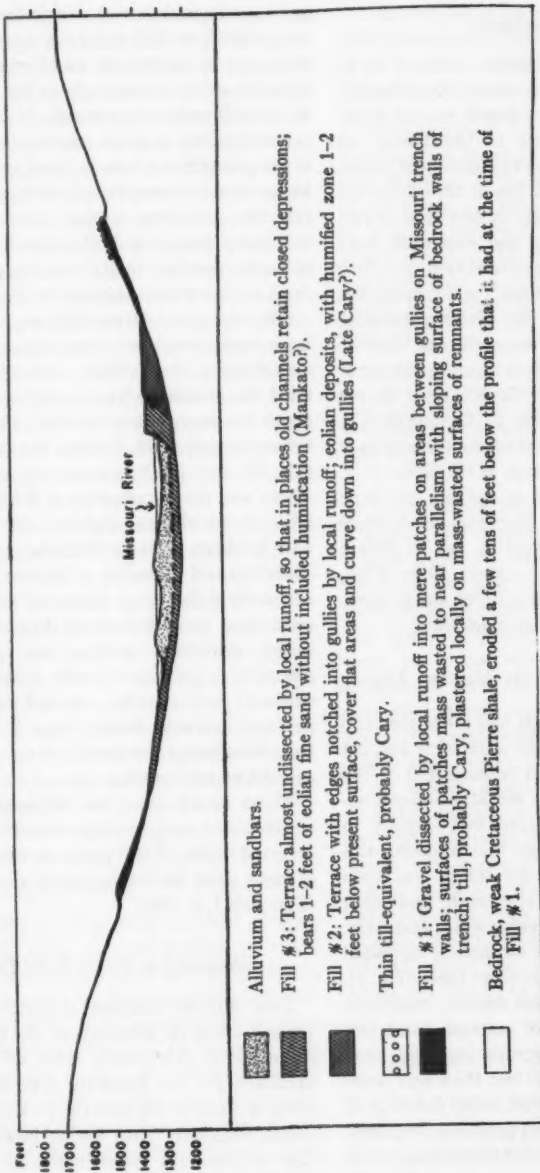 Feet
1800
1700
1600
1500
1400
1300
1200
Missouri River
Alluvium and sandbars.
Fill #3: Terrace almost undissected by local runoff, so that in places old channels retain closed depressions;
bears 1–2 feet of eolian fine sand without included humification (Mankato?).
Fill #2: Terrace with edges notched into gullies by local runoff; eolian deposits, with humified zone 1–2
feet below present surface, cover flat areas and curve down into gullies (Late Cary?).
Thin till-equivalent, probably Cary.
Fill #1: Gravel dissected by local runoff into mere patches on areas between gullies on Missouri trench
walls; surfaces of patches mass wasted to near parallelism with sloping surface of bedrock walls of
trench; till, probably Cary, plastered locally on mass-wasted surfaces of remnants.
Bedrock, weak Cretaceous Pierre shale, eroded a few tens of feet below the profile that it had at the time of
Fill #1.